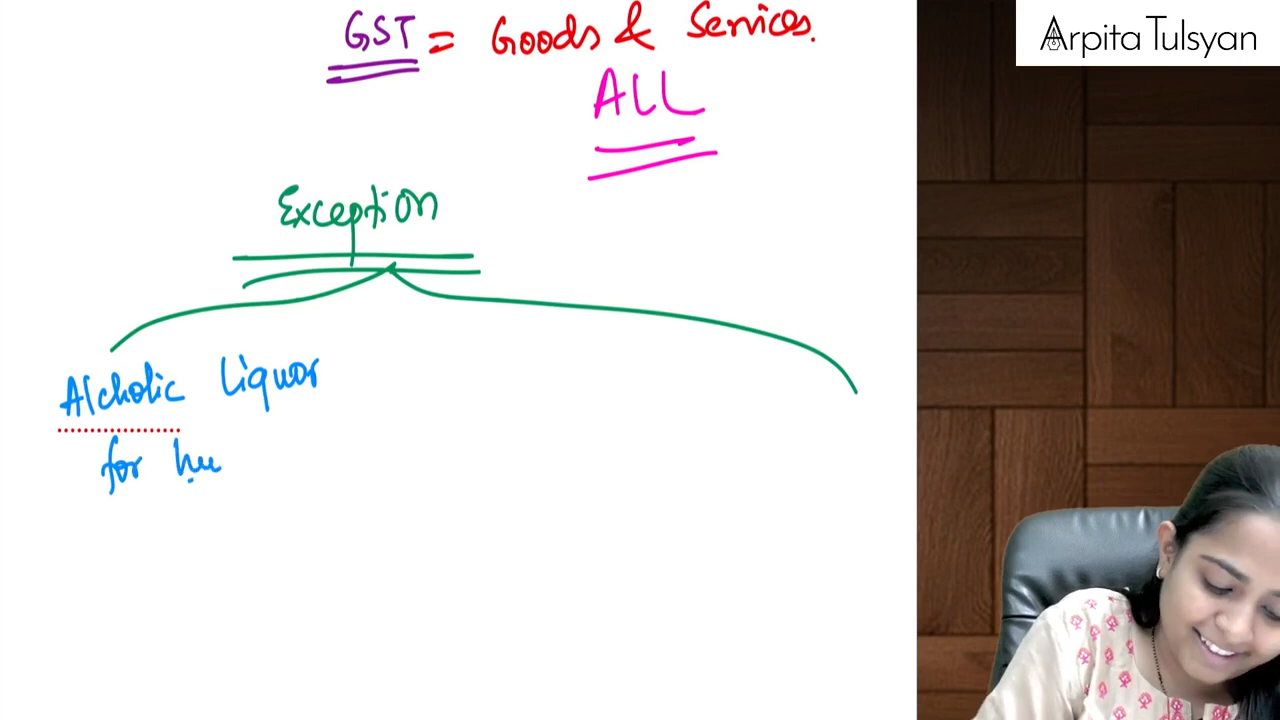 GST = Goods & Services.
Arpita Tulsyan
ALL
Exception
Alcholic Liquor
for hu